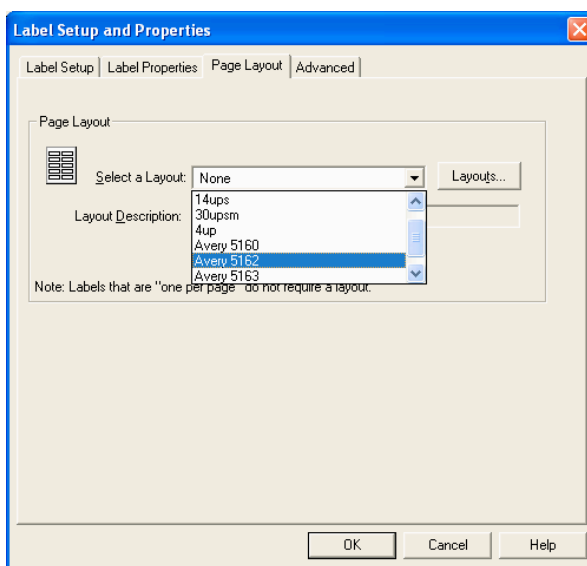 Label Setup and Properties
Label Setup Label Properties Page Layout Advanced
Page Layout
Select a Layout: None Layouts...
14ups
Layout Description: 30upsm
4up
Avery 5160
Avery 5162
Avery 5163
Note: Labels that are "one per page" do not require a layout.
OK Cancel Help